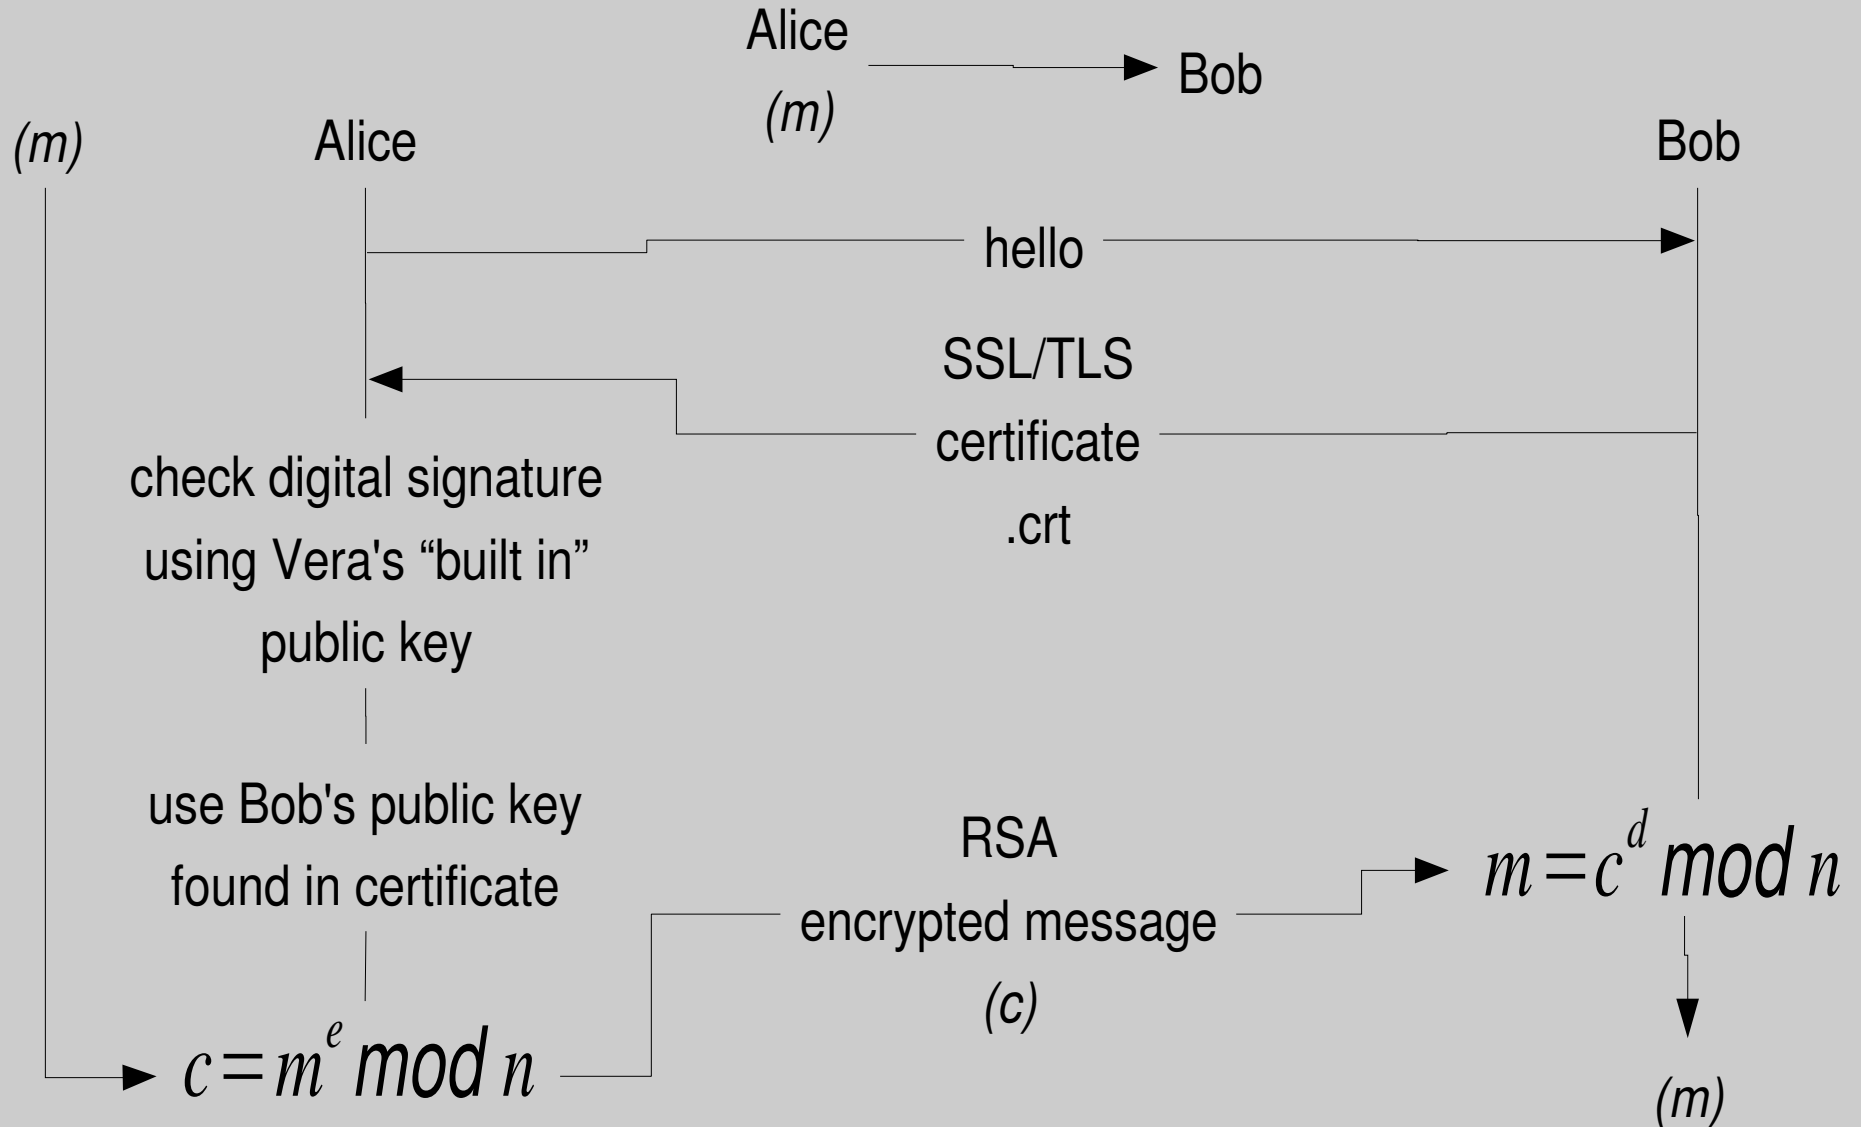 Alice
(m)
Bob
(m)
Alice
Bob
hello
SSL/TLS
certificate
.crt
check digital signature
using Vera's “built in”
public key
use Bob's public key
found in certificate
RSA
encrypted message
(c)
m=c^d mod n
c=m^e mod n
(m)